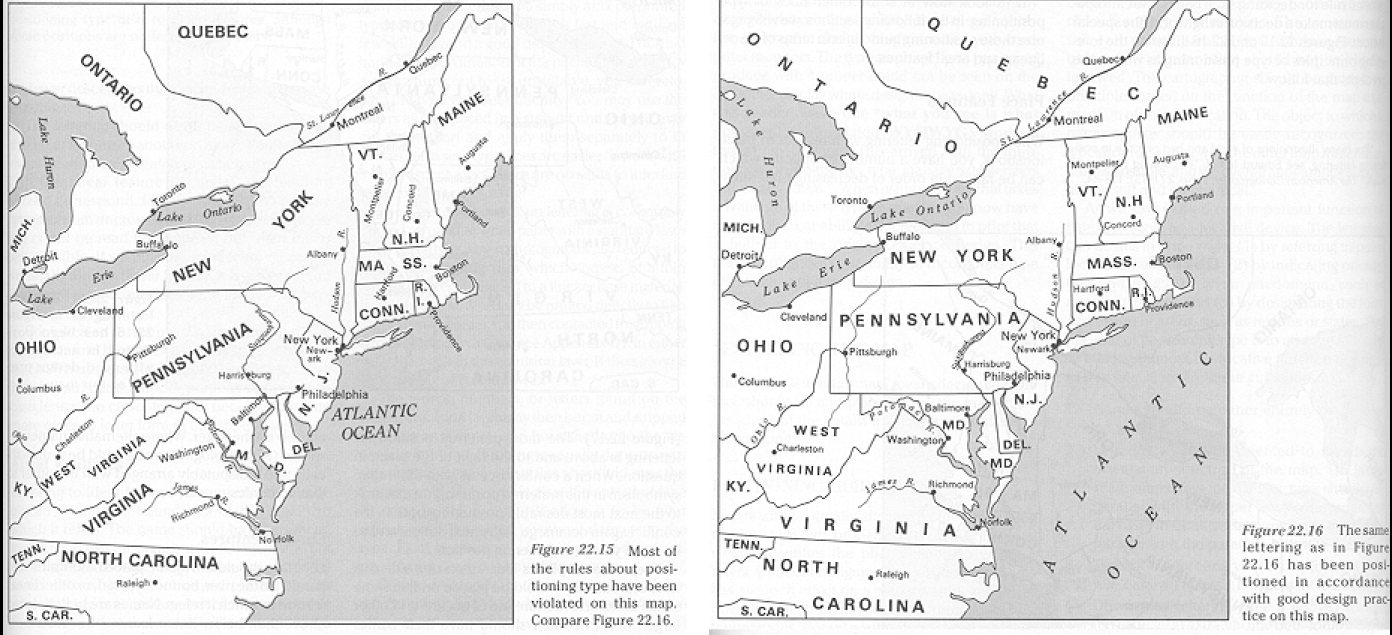 QUEBEC
ONTARIO
Quebec
St. Lawrence R.
Montreal
MAINE
Lake Huron
VT.
Augusta
Toronto
Montpelier
Concord
Portland
Lake Ontario
YORK
MICH.
Buffalo
N.H.
Detroit
Albany
Hudson R.
NEW
MA SS.
Boston
Lake Erie
Hartford
R. I.
Cleveland
CONN.
Providence
OHIO
PENNSYLVANIA
New York
New-
ark
Pittsburgh
Harrisburg
Columbus
Philadelphia
N. J.
ATLANTIC
OCEAN
Baltimore
Ohio R.
Charleston
WEST VIRGINIA
Washington
M D.
DEL.
KY.
VIRGINIA
James R.
Richmond
Norfolk
TENN.
NORTH CAROLINA
Raleigh
S. CAR.
Figure 22.15 Most of
the rules about posi-
tioning type have been
violated on this map.
Compare Figure 22.16.
QUEBEC
ONTARIO
Quebec
St. Lawrence R.
Montreal
MAINE
Lake Huron
Montpelier
Augusta
VT.
Toronto
N.H
Portland
Lake Ontario
Concord
MICH.
Buffalo
Albany
Detroit
Lake Erie
NEW YORK
Hudson R.
MASS.
Boston
Hartford
R.I.
CONN.
Providence
Cleveland
PENNSYLVANIA
New York
OHIO
Newark
Pittsburgh
Harrisburg
Columbus
Philadelphia
N.J.
Potomac R.
Baltimore
MD.
Ohio R.
WEST
Washington
DEL.
Charleston
VIRGINIA
MD.
KY.
James R.
Richmond
VIRGINIA
Norfolk
TENN.
NORTH
Raleigh
CAROLINA
S. CAR.
ATLANTIC
OCEAN
Figure 22.16 The same
lettering as in Figure
22.16 has been posi-
tioned in accordance
with good design prac-
tice on this map.